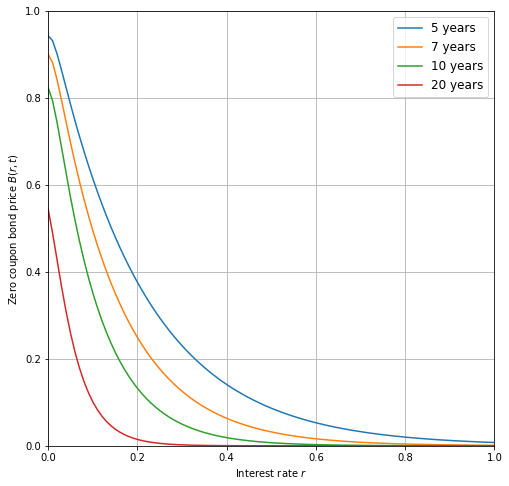 1.0
0.8
0.6
0.4
0.2
0.0
Zero coupon bond price B(r, t)
5 years
7 years
10 years
20 years
0.0 0.2 0.4 0.6 0.8 1.0
Interest rate r